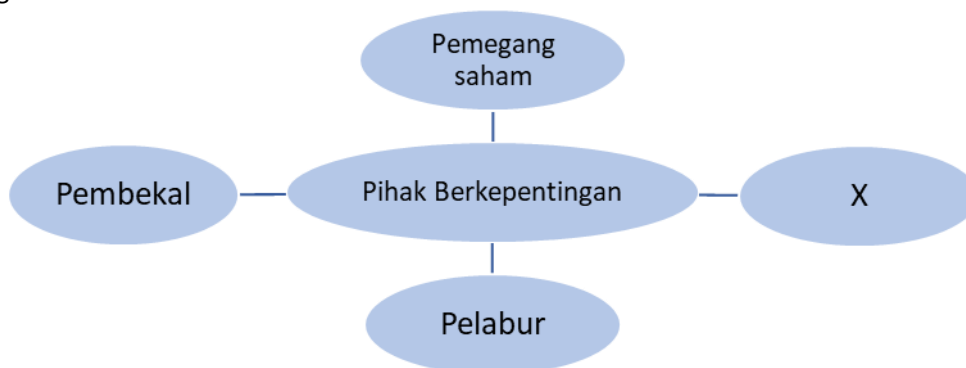 Pemegang
saham
Pembekal
Pihak Berkepentingan
X
Pelabur